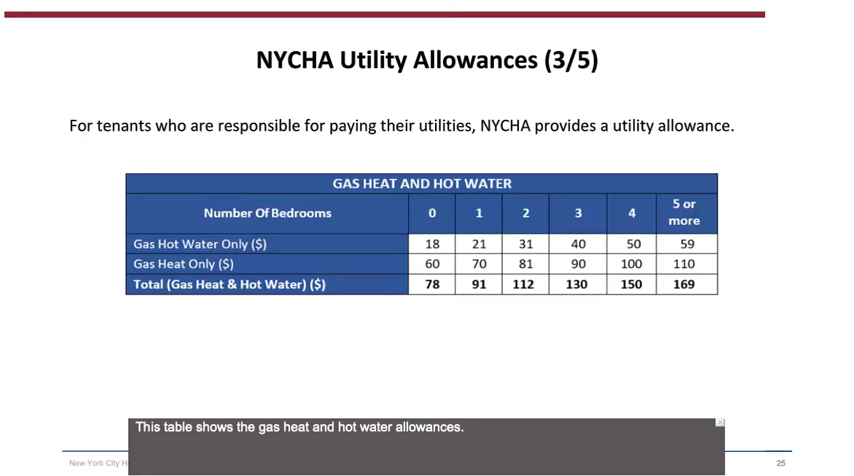 NYCHA Utility Allowances (3/5)
For tenants who are responsible for paying their utilities, NYCHA provides a utility allowance.
GAS HEAT AND HOT WATER
Number Of Bedrooms 0 1 2 3 4 5 or more
Gas Hot Water Only ($) 18 21 31 40 50 59
Gas Heat Only ($) 60 70 81 90 100 110
Total (Gas Heat & Hot Water) ($) 78 91 112 130 150 169
This table shows the gas heat and hot water allowances.
New York City 25